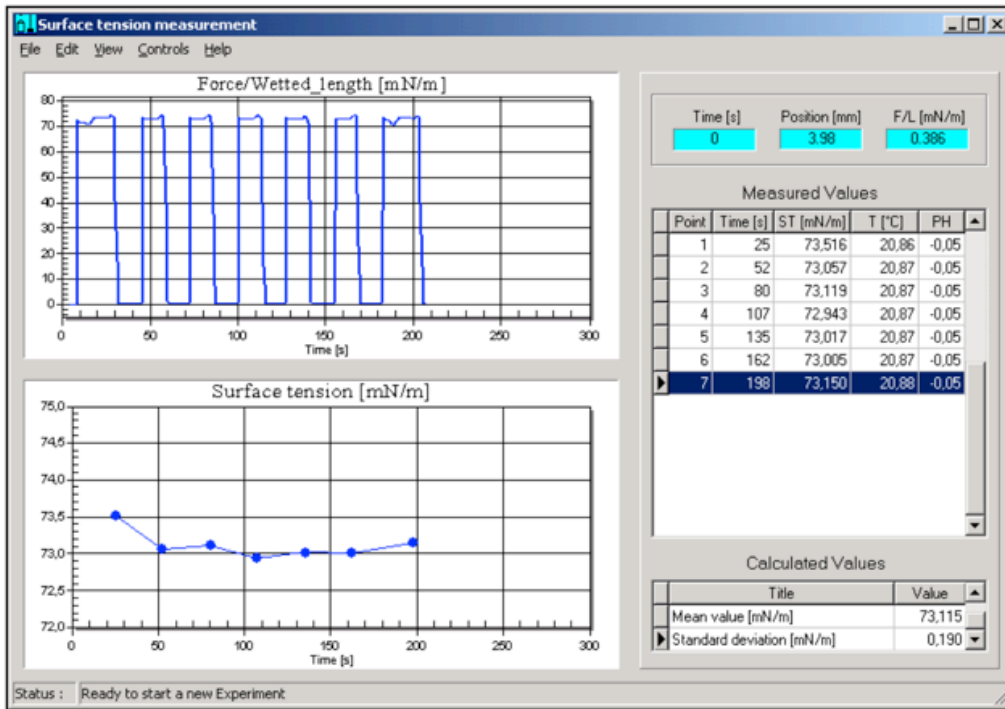 Surface tension measurement
File Edit View Controls Help
Force/Wetted_length [mN/m]
80
70
60
50
40
30
20
10
0
0 50 100 150 200 250 300
Time [s]
Surface tension [mN/m]
75,0
74,5
74,0
73,5
73,0
72,5
72,0
0 50 100 150 200 250 300
Time [s]
Time [s] Position [mm] F/L [mN/m]
0 3.98 0.386
Measured Values
Point Time [s] ST [mN/m] T [°C] PH
1 25 73,516 20,86 -0,05
2 52 73,057 20,87 -0,05
3 80 73,119 20,87 -0,05
4 107 72,943 20,87 -0,05
5 135 73,017 20,87 -0,05
6 162 73,005 20,87 -0,05
7 198 73,150 20,88 -0,05
Calculated Values
Title Value
Mean value [mN/m] 73,115
Standard deviation [mN/m] 0,190
Status : Ready to start a new Experiment